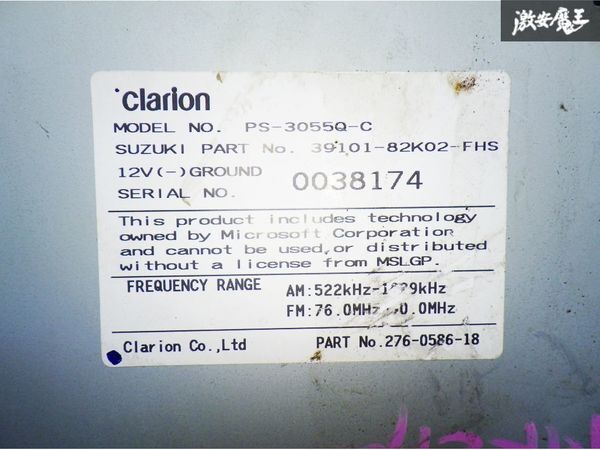 激安魔王
clarion
MODEL NO. PS-3055Q-C
SUZUKI PART No. 39101-82K02-FHS
12V(-)GROUND
SERIAL NO. 0038174
This product includes technology
owned by Microsoft Corporation
and cannot be used,or distributed
without a license from MSLGP.
FREQUENCY RANGE AM:522kHz-
FM:76.0MHz
Clarion Co.,Ltd PART No.276-0586-18